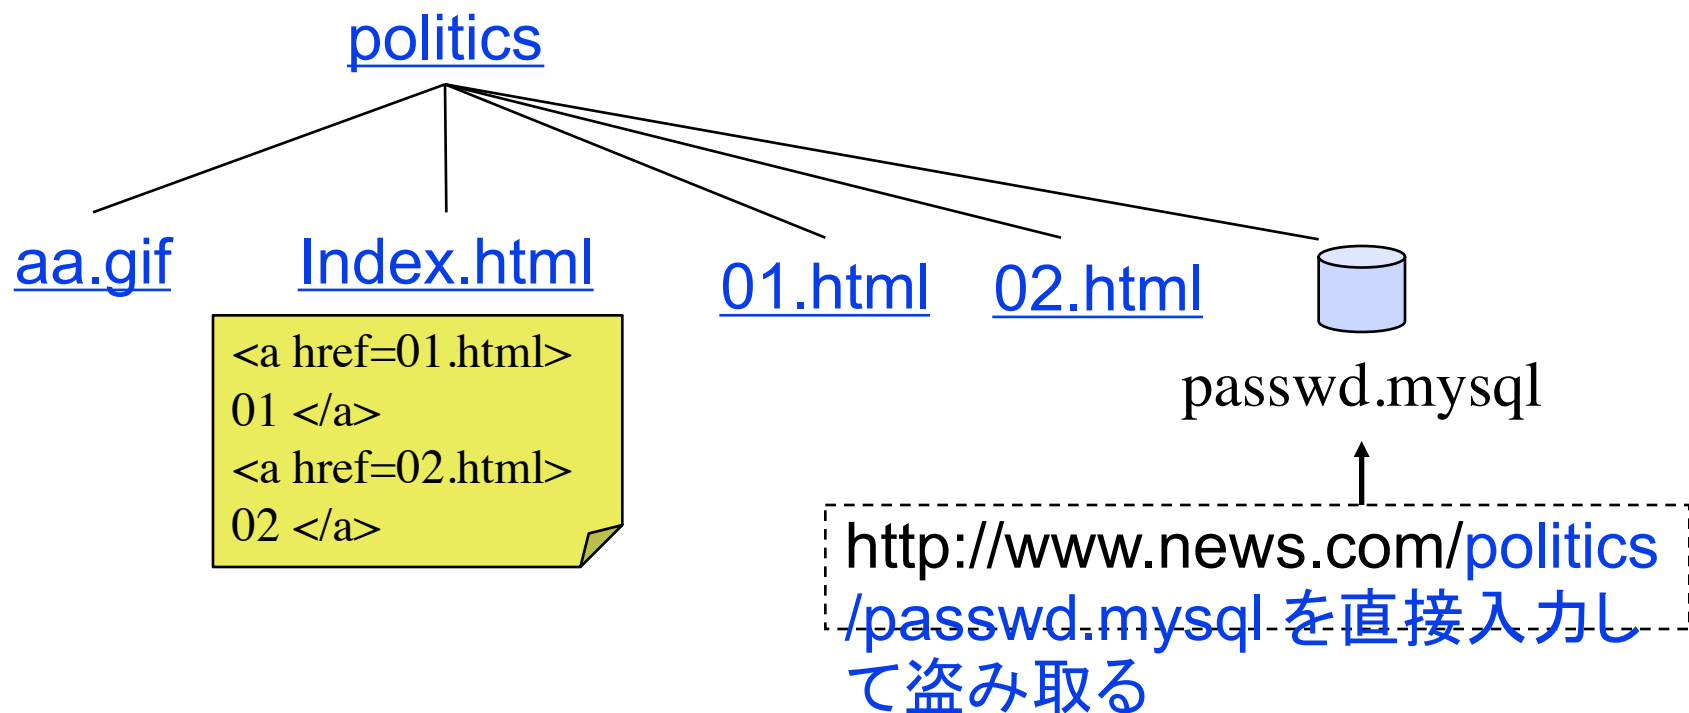 politics
aa.gif
Index.html
01.html
02.html
<a href=01.html>
01 </a>
<a href=02.html>
02 </a>
passwd.mysql
http://www.news.com/politics
/passwd.mysql を直接入力し
て盗み取る